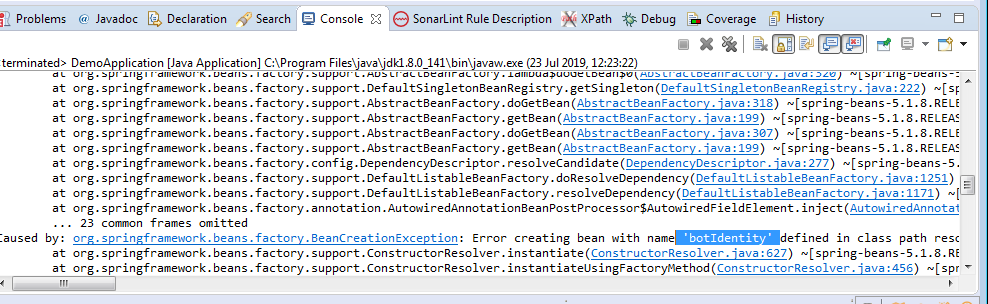 Problems @ Javadoc Declaration Search Console SonarLint Rule Description XPath Debug Coverage History
<terminated> DemoApplication [Java Application] C:\Program Files\java\jdk1.8.0_141\bin\javaw.exe (23 Jul 2019, 12:23:22)
at org.springframework.beans.factory.support.AbstractBeanFactory.lambda$doGetBean$0(AbstractBeanFactory.java:320) ~[spring-beans-5
at org.springframework.beans.factory.support.DefaultSingletonBeanRegistry.getSingleton(DefaultSingletonBeanRegistry.java:222) ~[sp
at org.springframework.beans.factory.support.AbstractBeanFactory.doGetBean(AbstractBeanFactory.java:318) ~[spring-beans-5.1.8.RELE
at org.springframework.beans.factory.support.AbstractBeanFactory.getBean(AbstractBeanFactory.java:199) ~[spring-beans-5.1.8.RELEAS
at org.springframework.beans.factory.support.AbstractBeanFactory.doGetBean(AbstractBeanFactory.java:307) ~[spring-beans-5.1.8.RELE
at org.springframework.beans.factory.support.AbstractBeanFactory.getBean(AbstractBeanFactory.java:199) ~[spring-beans-5.1.8.RELEAS
at org.springframework.beans.factory.config.DependencyDescriptor.resolveCandidate(DependencyDescriptor.java:277) ~[spring-beans-5.
at org.springframework.beans.factory.support.DefaultListableBeanFactory.doResolveDependency(DefaultListableBeanFactory.java:1251)
at org.springframework.beans.factory.support.DefaultListableBeanFactory.resolveDependency(DefaultListableBeanFactory.java:1171) ~[
at org.springframework.beans.factory.annotation.AutowiredAnnotationBeanPostProcessor$AutowiredFieldElement.inject(AutowiredAnnotat
... 23 common frames omitted
Caused by: org.springframework.beans.factory.BeanCreationException: Error creating bean with name 'botIdentity' defined in class path reso
at org.springframework.beans.factory.support.ConstructorResolver.instantiate(ConstructorResolver.java:627) ~[spring-beans-5.1.8.RE
at org.springframework.beans.factory.support.ConstructorResolver.instantiateUsingFactoryMethod(ConstructorResolver.java:456) ~[spr